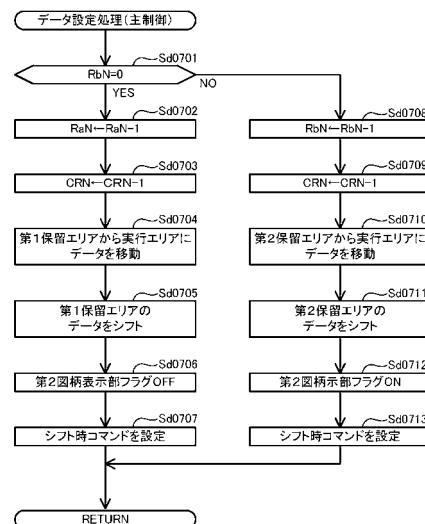 データ設定処理(主制御)
Sd0701
RbN=0
YES
NO
Sd0702
RaN←RaN-1
Sd0703
CRN←CRN-1
Sd0704
第1保留エリアから実行エリアに
データを移動
Sd0705
第1保留エリアの
データをシフト
Sd0706
第2図柄表示部フラグOFF
Sd0707
シフト時コマンドを設定
Sd0708
RbN←RbN-1
Sd0709
CRN←CRN-1
Sd0710
第2保留エリアから実行エリアに
データを移動
Sd0711
第2保留エリアの
データをシフト
Sd0712
第2図柄示部フラグON
Sd0713
シフト時コマンドを設定
RETURN